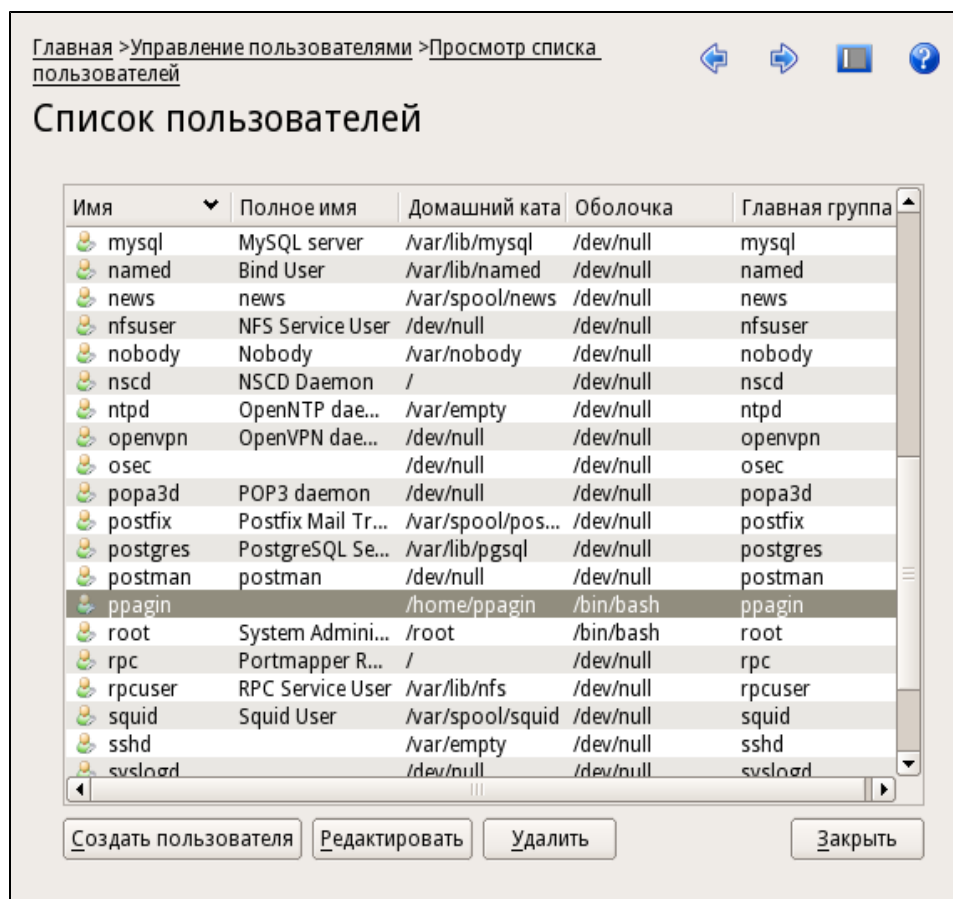 Главная >Управление пользователями >Просмотр списка
пользователей
Список пользователей
Имя Полное имя Домашний ката Оболочка Главная группа
mysql MySQL server /var/lib/mysql /dev/null mysql
named Bind User /var/lib/named /dev/null named
news news /var/spool/news /dev/null news
nfsuser NFS Service User /dev/null /dev/null nfsuser
nobody Nobody /var/nobody /dev/null nobody
nscd NSCD Daemon / /dev/null nscd
ntpd OpenNTP dae... /var/empty /dev/null ntpd
openvpn OpenVPN dae... /dev/null /dev/null openvpn
osec /dev/null /dev/null osec
popa3d POP3 daemon /dev/null /dev/null popa3d
postfix Postfix Mail Tr... /var/spool/pos... /dev/null postfix
postgres PostgreSQL Se... /var/lib/pgsql /dev/null postgres
postman postman /dev/null /dev/null postman
ppagin /home/ppagin /bin/bash ppagin
root System Admini... /root /bin/bash root
rpc Portmapper R... / /dev/null rpc
rpcuser RPC Service User /var/lib/nfs /dev/null rpcuser
squid Squid User /var/spool/squid /dev/null squid
sshd /var/empty /dev/null sshd
syslogd /dev/null /dev/null syslogd
Создать пользователя Редактировать Удалить Закрыть